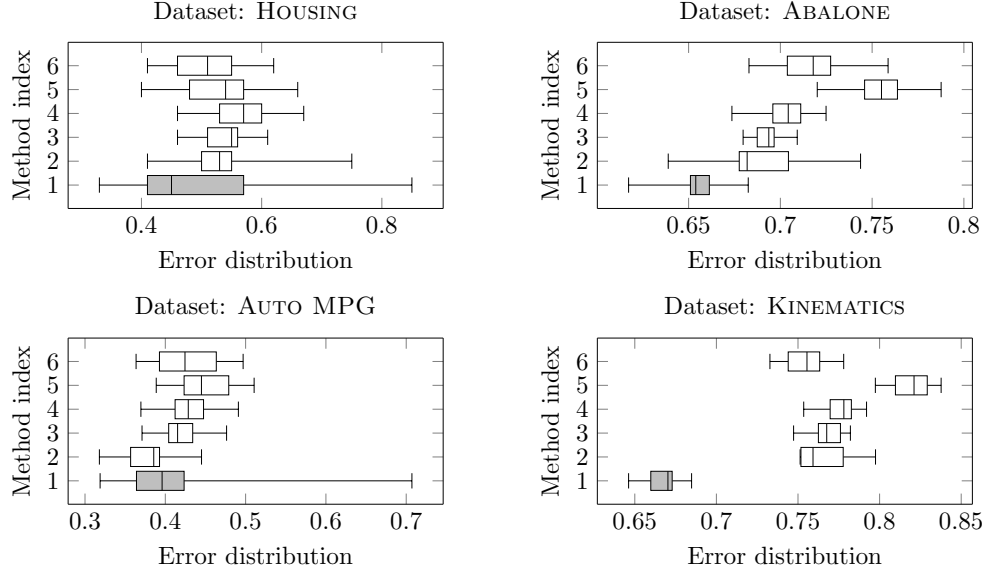 Dataset: HOUSING
Method index
6
5
4
3
2
1
0.4 0.6 0.8
Error distribution
Dataset: ABALONE
Method index
6
5
4
3
2
1
0.65 0.7 0.75 0.8
Error distribution
Dataset: AUTO MPG
Method index
6
5
4
3
2
1
0.3 0.4 0.5 0.6 0.7
Error distribution
Dataset: KINEMATICS
Method index
6
5
4
3
2
1
0.65 0.7 0.75 0.8 0.85
Error distribution